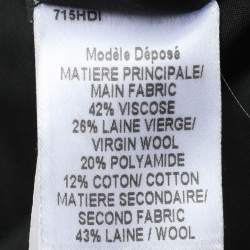 715HDI
Modèle Déposé
MATIERE PRINCIPALE/
MAIN FABRIC
42% VISCOSE
26% LAINE VIERGE/
VIRGIN WOOL
20% POLYAMIDE
12% COTON/ COTTON
MATIERE SECONDAIRE/
SECOND FABRIC
43% LAINE / WOOL